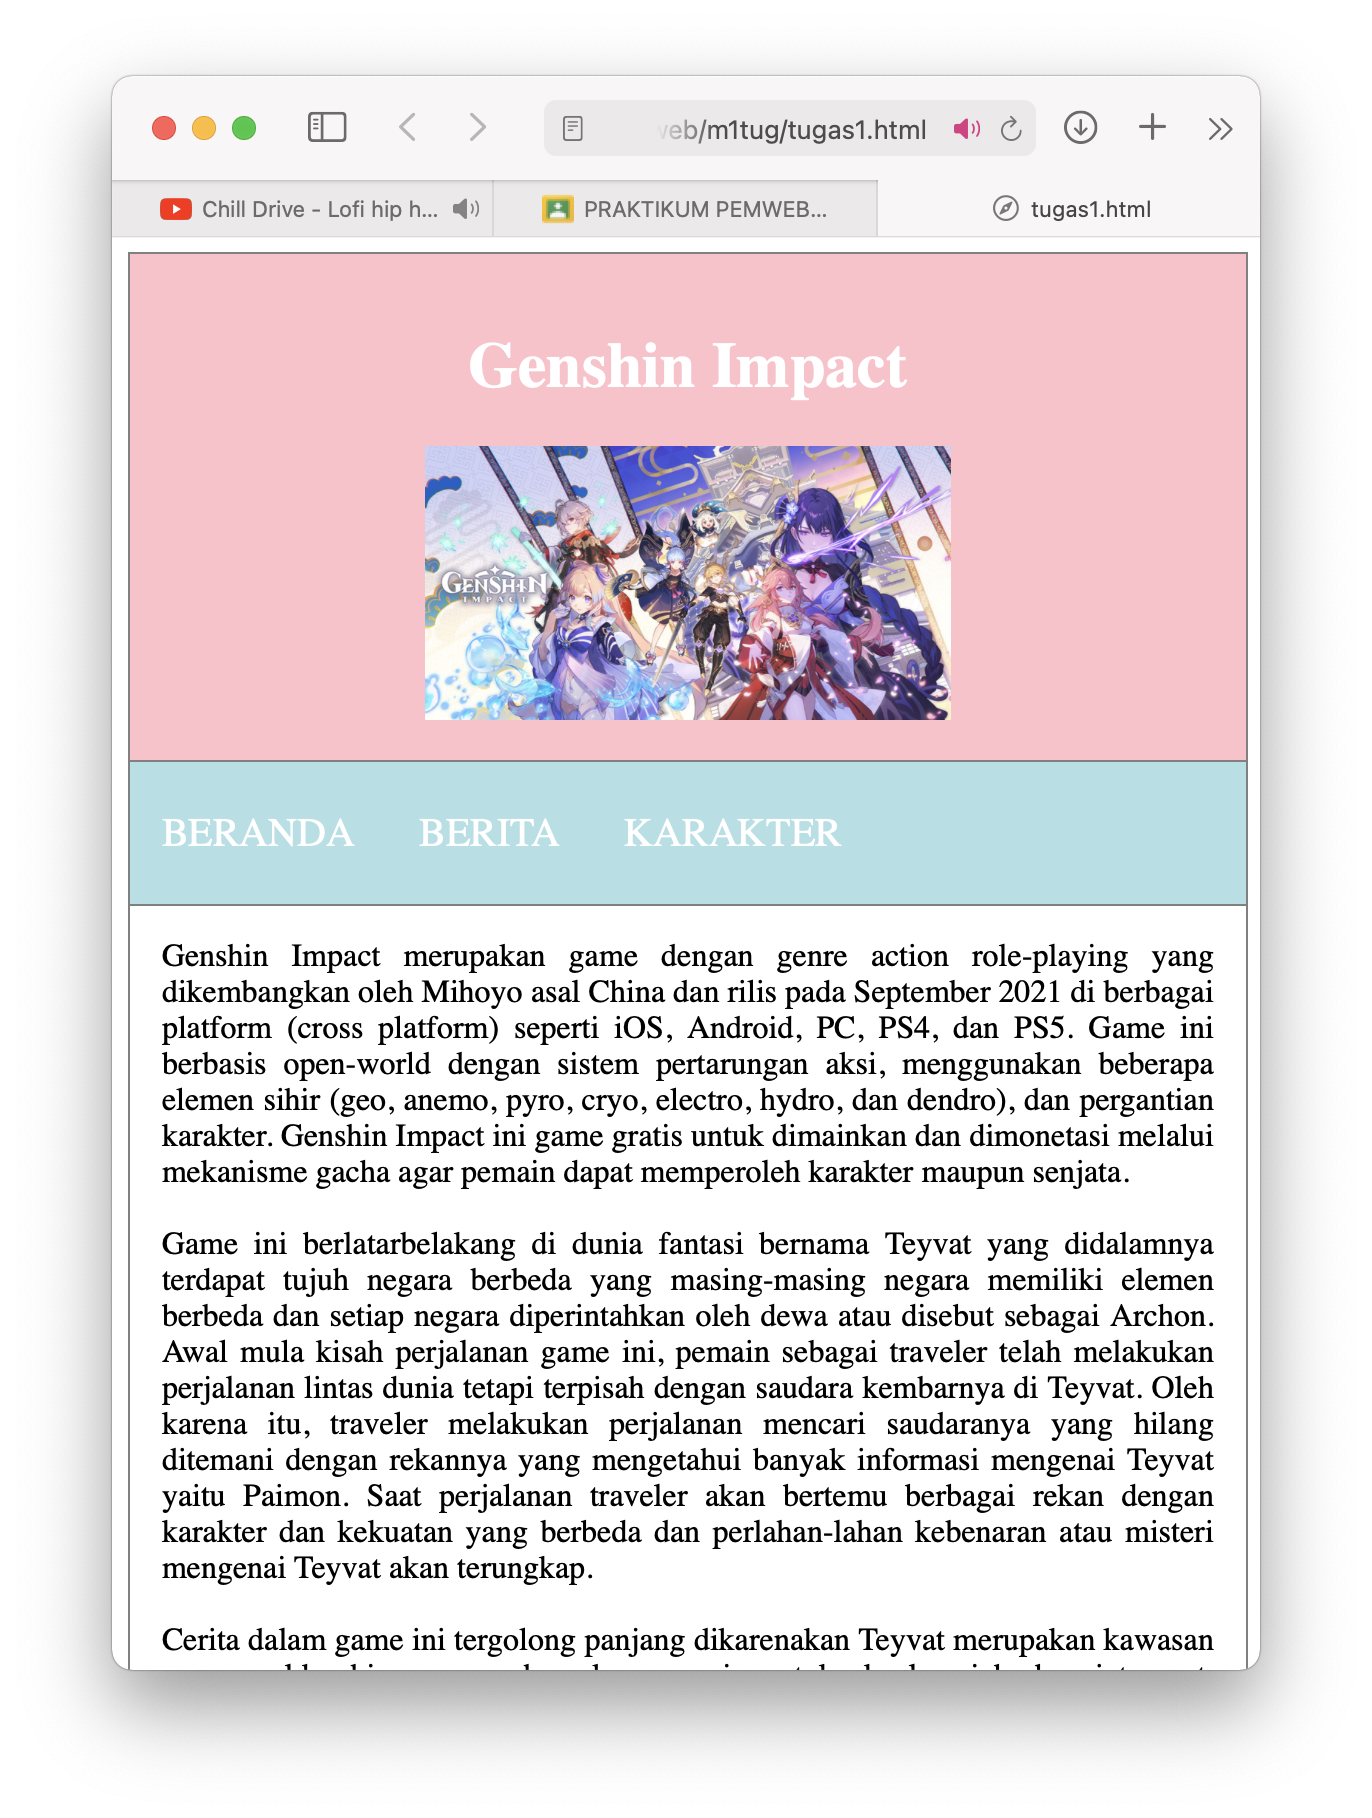 web/m1tug/tugas1.html
Chill Drive - Lofi hip h...
PRAKTIKUM PEMWEB...
tugas1.html
Genshin Impact
GENSHIN
IMPACT
BERANDA BERITA KARAKTER
Genshin Impact merupakan game dengan genre action role-playing yang
dikembangkan oleh Mihoyo asal China dan rilis pada September 2021 di berbagai
platform (cross platform) seperti iOS, Android, PC, PS4, dan PS5. Game ini
berbasis open-world dengan sistem pertarungan aksi, menggunakan beberapa
elemen sihir (geo, anemo, pyro, cryo, electro, hydro, dan dendro), dan pergantian
karakter. Genshin Impact ini game gratis untuk dimainkan dan dimonetasi melalui
mekanisme gacha agar pemain dapat memperoleh karakter maupun senjata.
Game ini berlatarbelakang di dunia fantasi bernama Teyvat yang didalamnya
terdapat tujuh negara berbeda yang masing-masing negara memiliki elemen
berbeda dan setiap negara diperintahkan oleh dewa atau disebut sebagai Archon.
Awal mula kisah perjalanan game ini, pemain sebagai traveler telah melakukan
perjalanan lintas dunia tetapi terpisah dengan saudara kembarnya di Teyvat. Oleh
karena itu, traveler melakukan perjalanan mencari saudaranya yang hilang
ditemani dengan rekannya yang mengetahui banyak informasi mengenai Teyvat
yaitu Paimon. Saat perjalanan traveler akan bertemu berbagai rekan dengan
karakter dan kekuatan yang berbeda dan perlahan-lahan kebenaran atau misteri
mengenai Teyvat akan terungkap.
Cerita dalam game ini tergolong panjang dikarenakan Teyvat merupakan kawasan